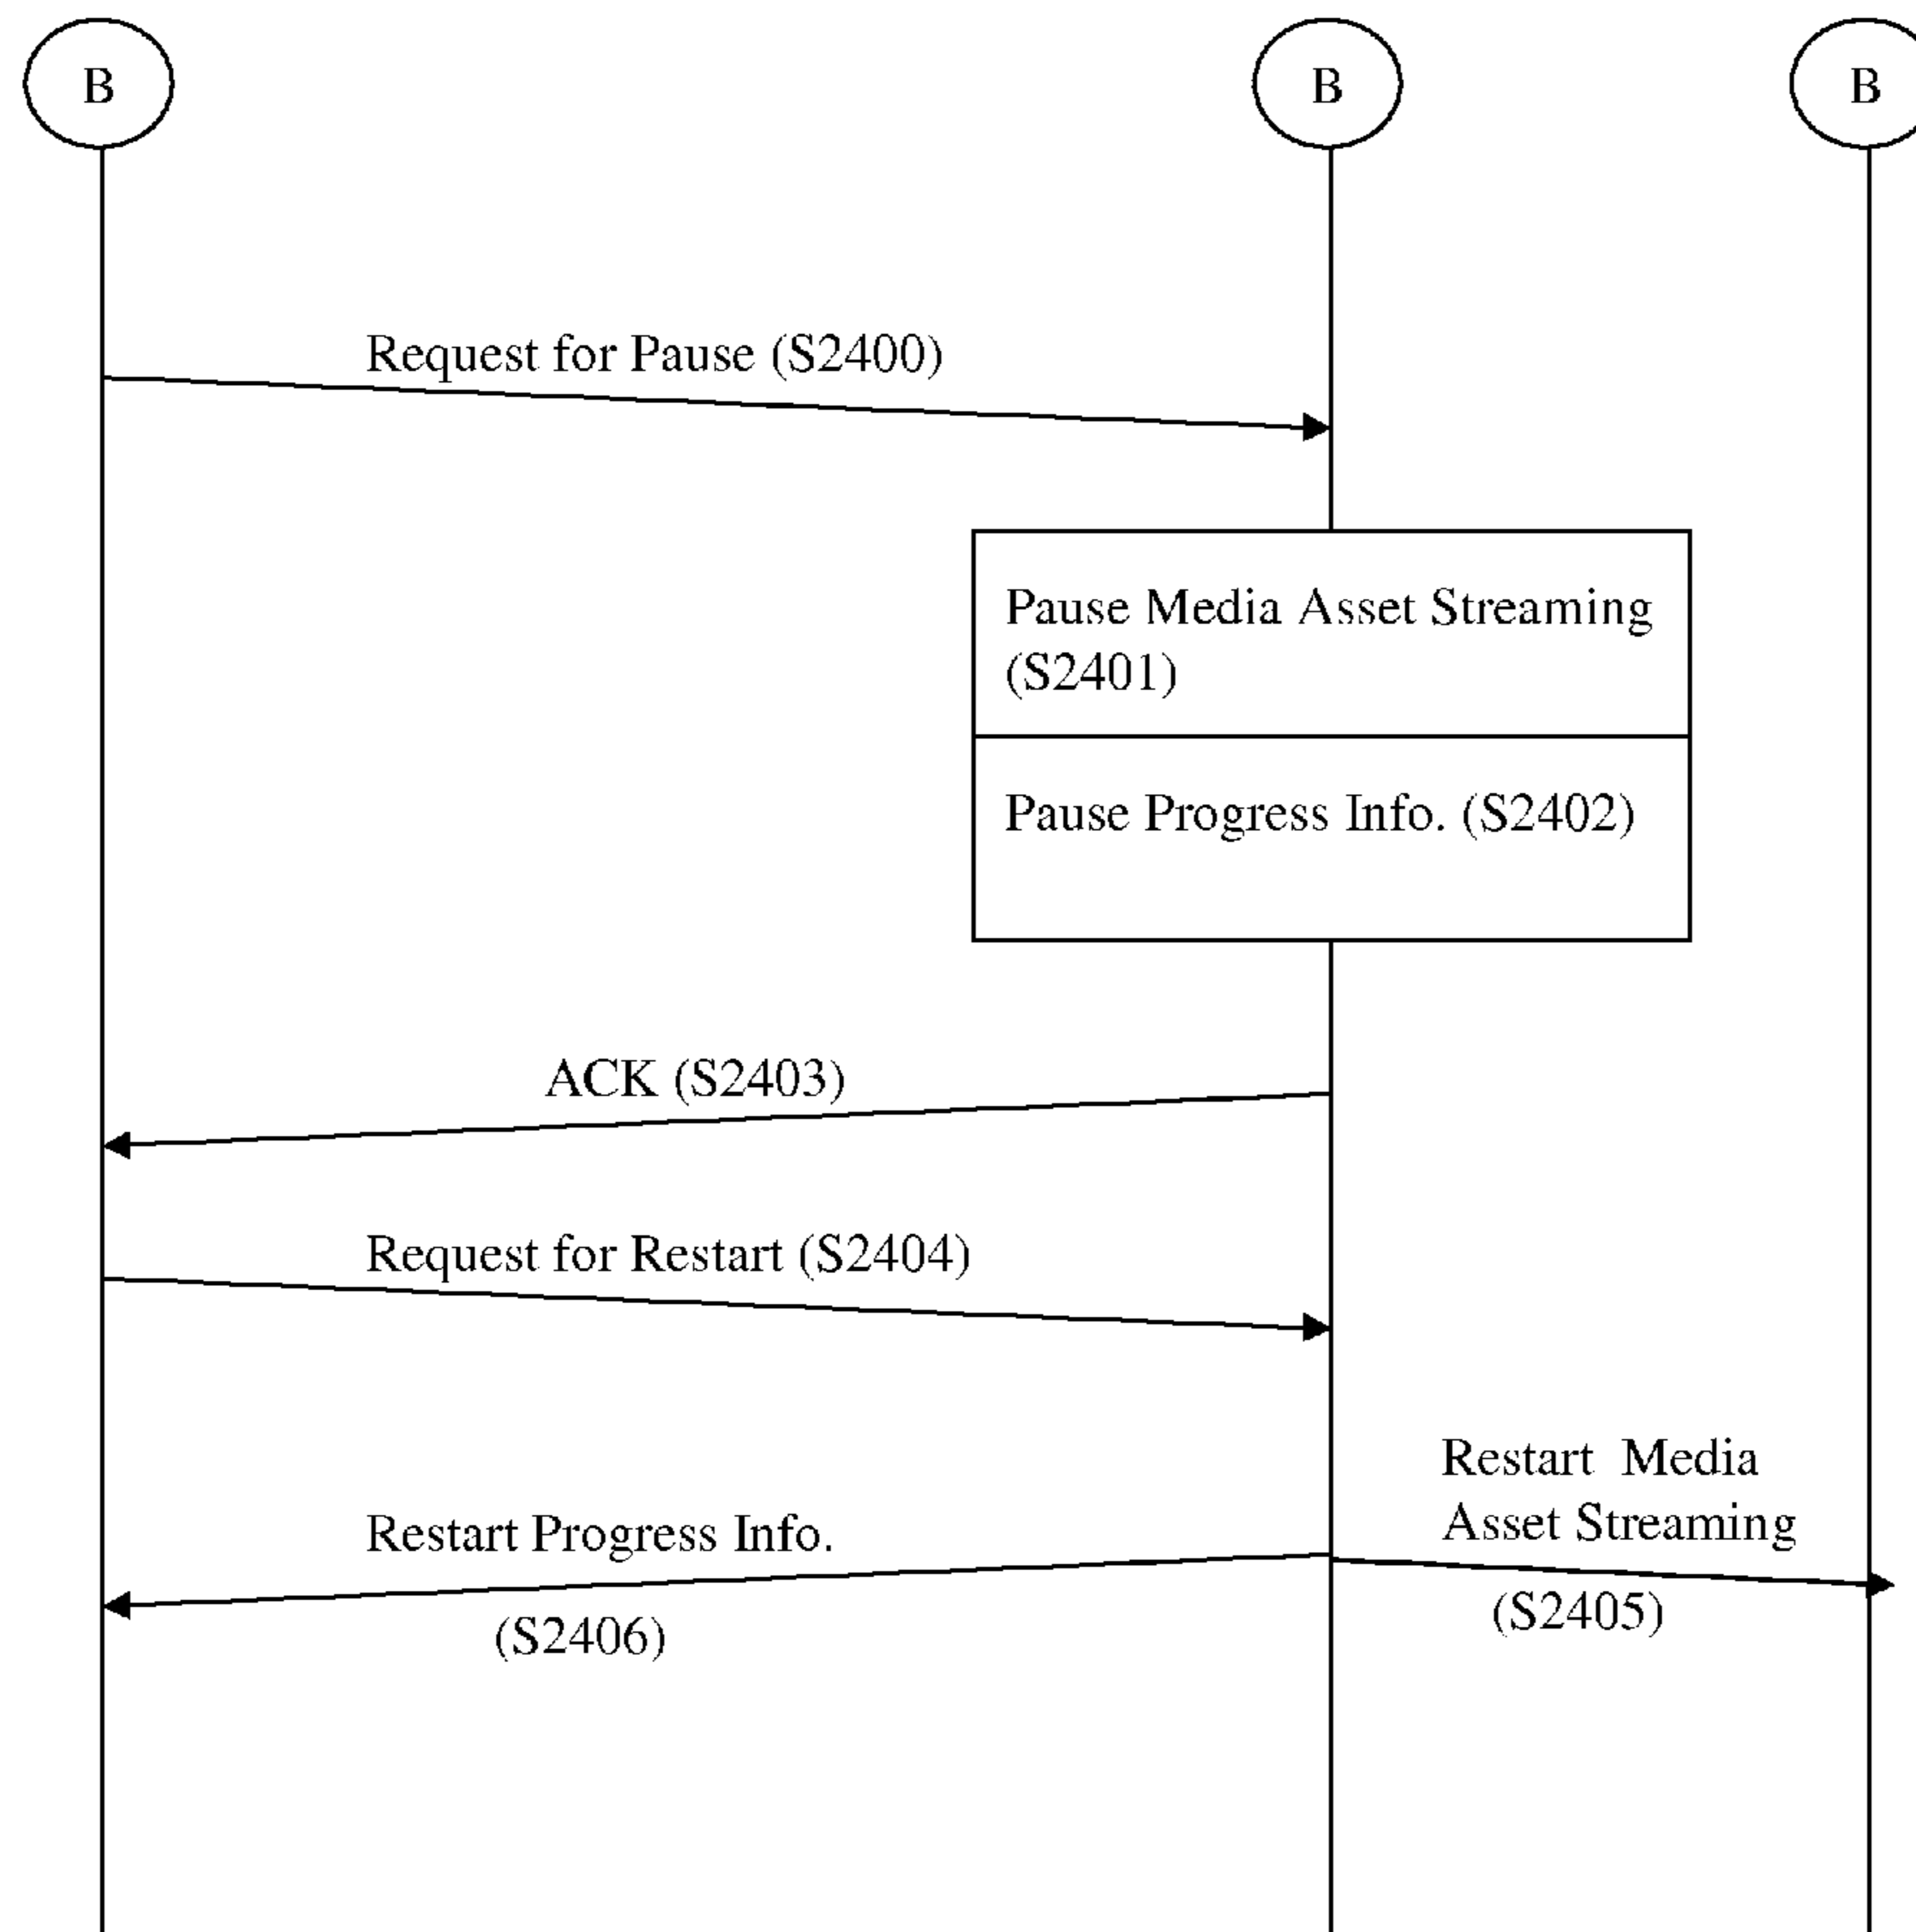 B
B
B
Request for Pause (S2400)
Pause Media Asset Streaming
(S2401)
Pause Progress Info. (S2402)
ACK (S2403)
Request for Restart (S2404)
Restart Media
Asset Streaming
Restart Progress Info.
(S2405)
(S2406)